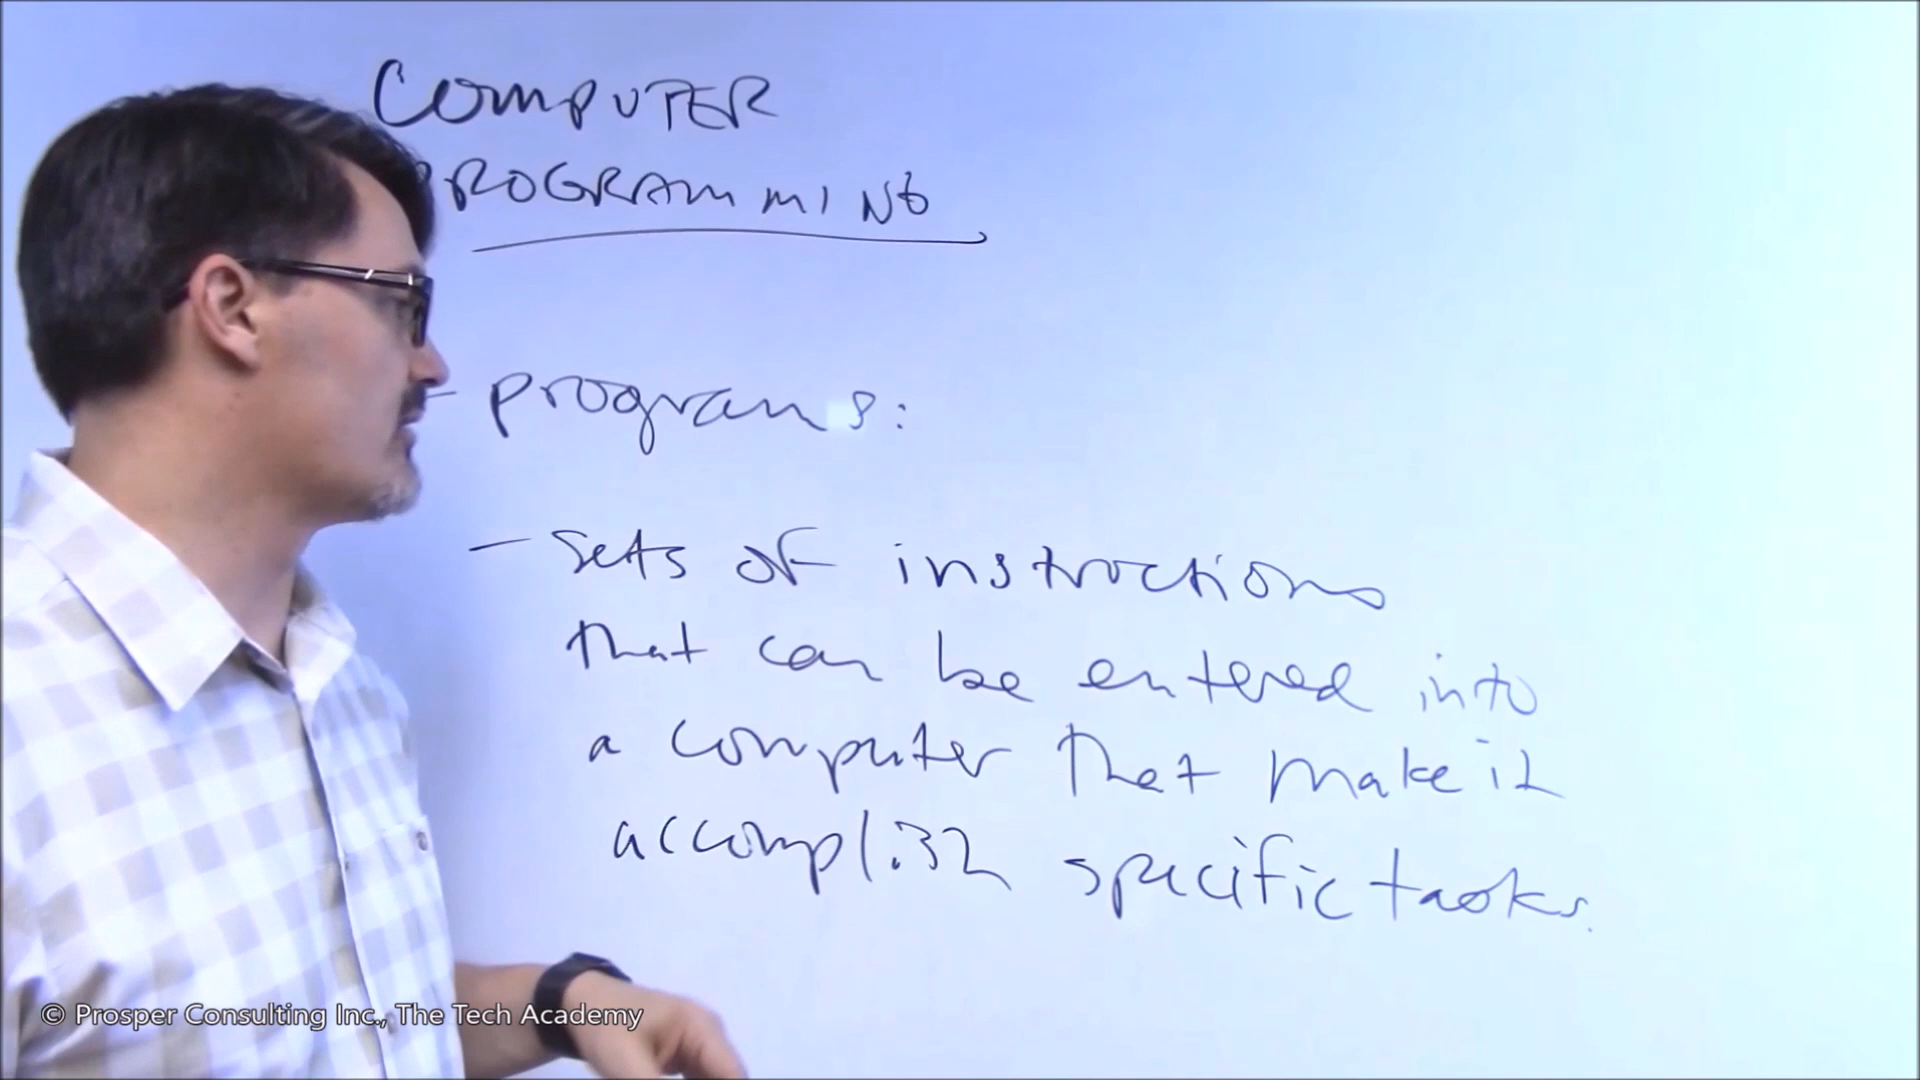 COMPUTER
PROGRAMMING
- programs:
- sets of instructions
that can be entered into
a computer that make it
accomplish specific tasks.
© Prosper Consulting Inc., The Tech Academy